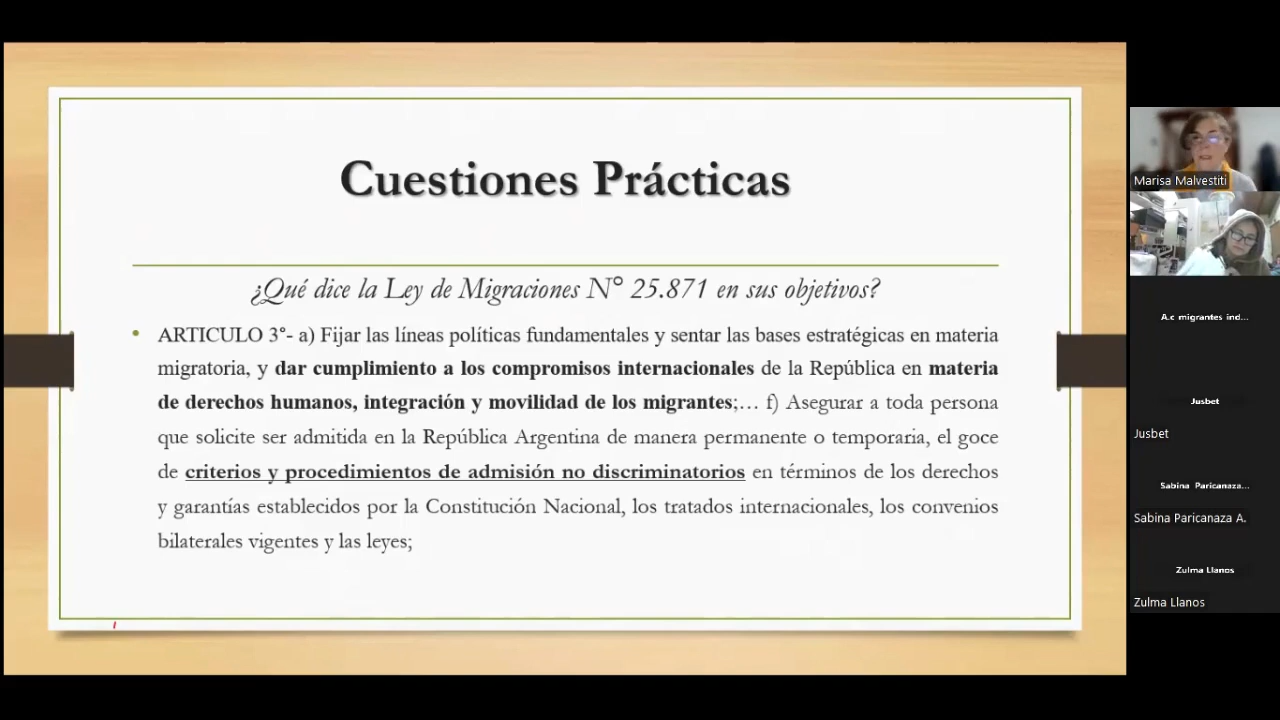 Cuestiones Prácticas
¿Qué dice la Ley de Migraciones N° 25.871 en sus objetivos?
• ARTICULO 3°- a) Fijar las líneas políticas fundamentales y sentar las bases estratégicas en materia
migratoria, y dar cumplimiento a los compromisos internacionales de la República en materia
de derechos humanos, integración y movilidad de los migrantes;… f) Asegurar a toda persona
que solicite ser admitida en la República Argentina de manera permanente o temporaria, el goce
de criterios y procedimientos de admisión no discriminatorios en términos de los derechos
y garantías establecidos por la Constitución Nacional, los tratados internacionales, los convenios
bilaterales vigentes y las leyes;
Marisa Malvestiti
A.c migrantes ind...
Jusbet
Jusbet
Sabina Paricanaza...
Sabina Paricanaza A.
Zulma Llanos
Zulma Llanos